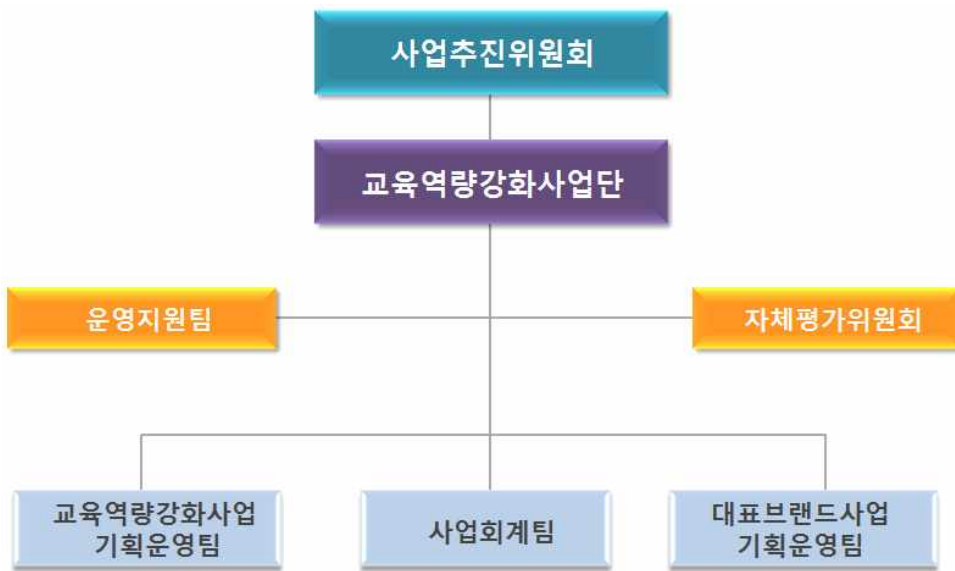 사업추진위원회
교육역량강화사업단
운영지원팀
자체평가위원회
교육역량강화사업
기획운영팀
사업회계팀
대표브랜드사업
기획운영팀